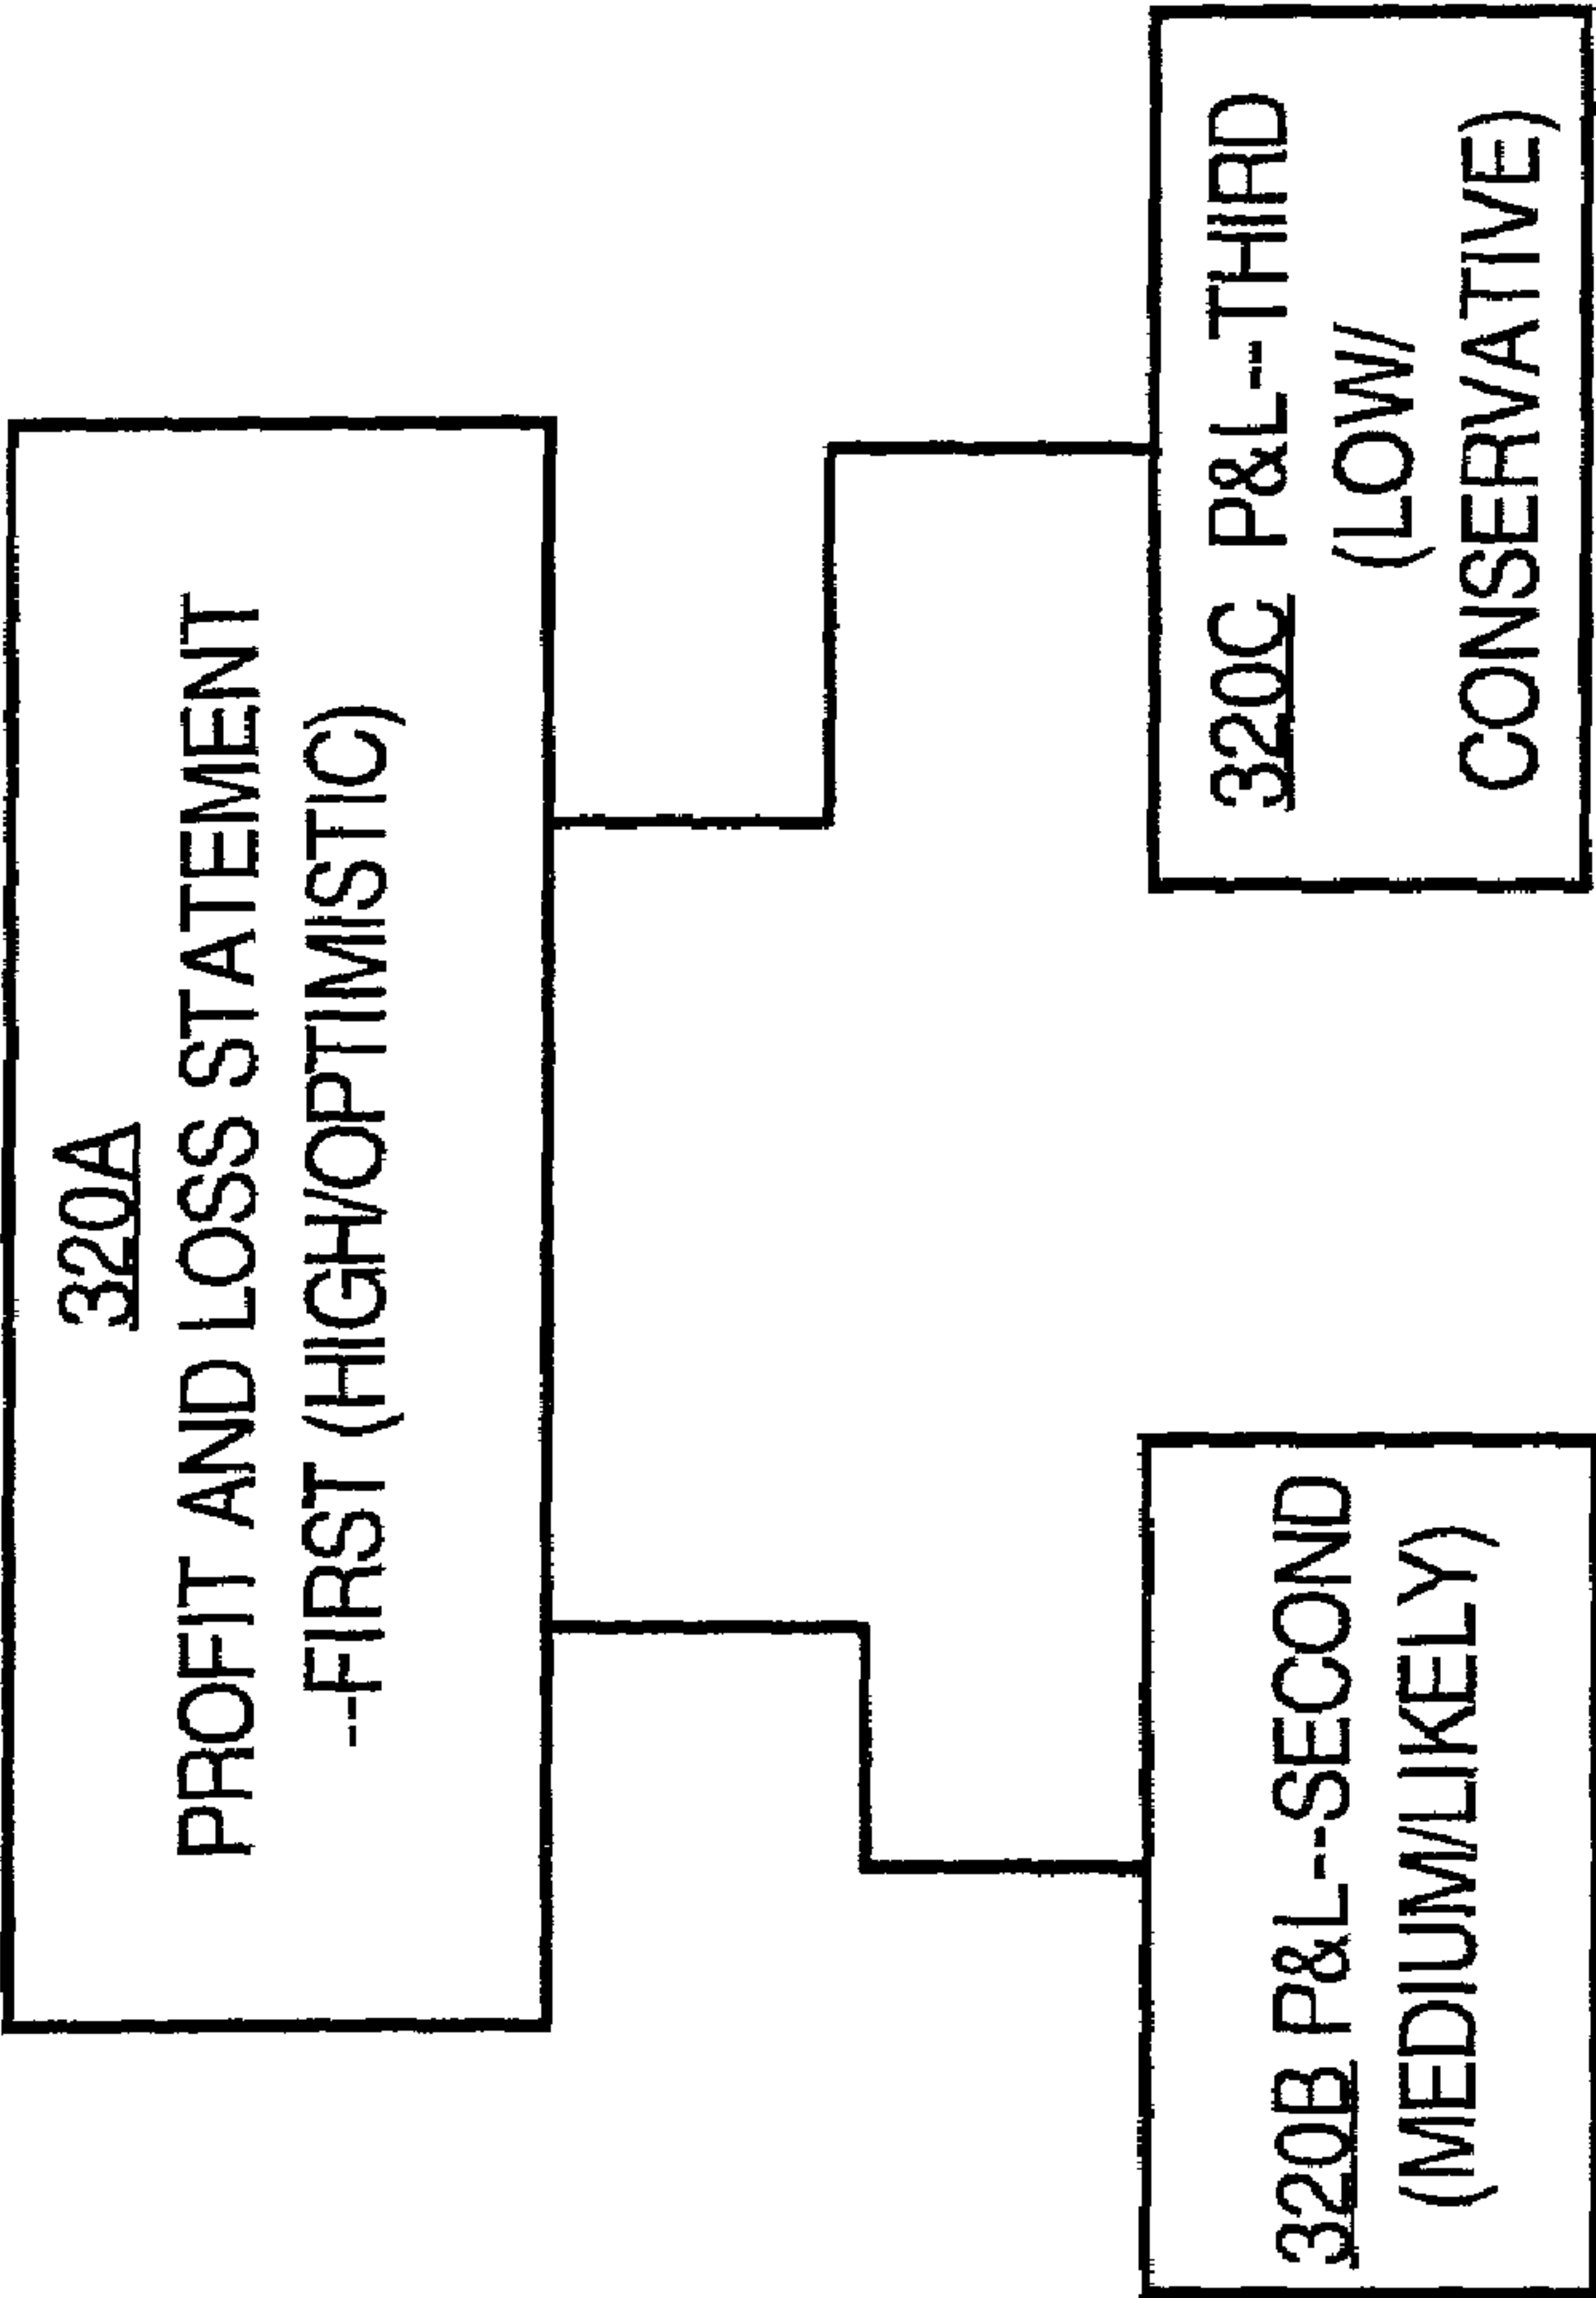 320A
PROFIT AND LOSS STATEMENT
--FIRST (HIGH/OPTIMISTIC)
320B P&L--SECOND
(MEDIUM/LIKELY)
320C P&L--THIRD
(LOW/
CONSERVATIVE)